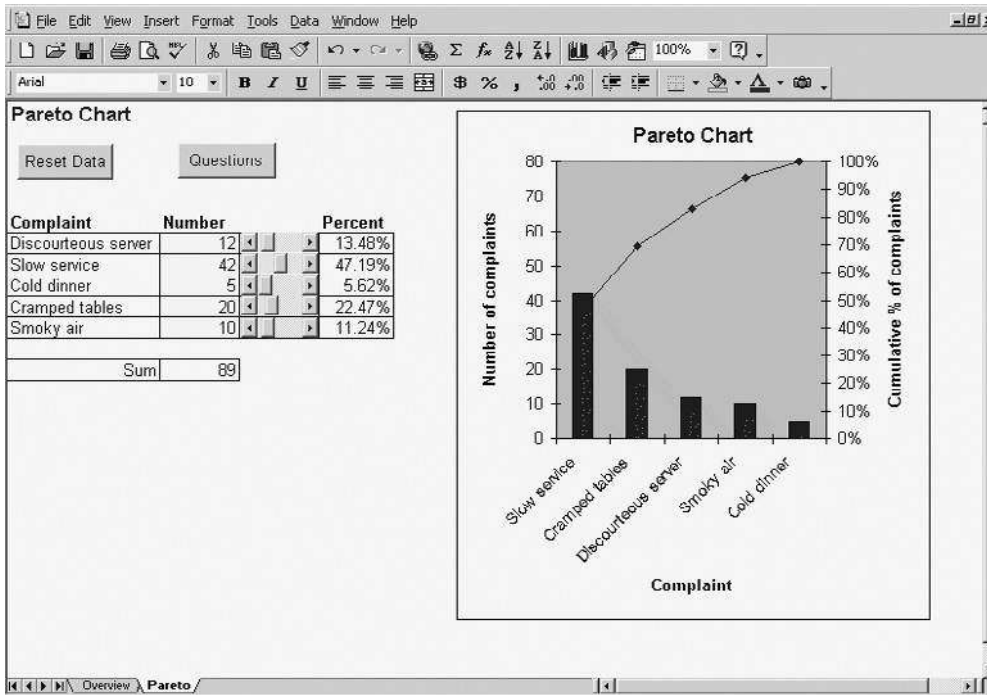 File Edit View Insert Format Tools Data Window Help
100%
Arial 10 B I U $ % ,
Pareto Chart
Reset Data Questions
Complaint Number Percent
Discourteous server 12 13.48%
Slow service 42 47.19%
Cold dinner 5 5.62%
Cramped tables 20 22.47%
Smoky air 10 11.24%
Sum 89
Pareto Chart
Number of complaints
80
70
60
50
40
30
20
10
0
100%
90%
80%
70%
60%
50%
40%
30%
20%
10%
0%
Cumulative % of complaints
Slow service
Cramped tables
Discourteous server
Smoky air
Cold dinner
Complaint
Overview Pareto